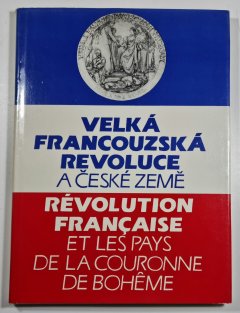 VELKÁ
FRANCOUZSKÁ
REVOLUCE
A ČESKÉ ZEMĚ
RÉVOLUTION
FRANÇAISE
ET LES PAYS
DE LA COURONNE
DE BOHÊME